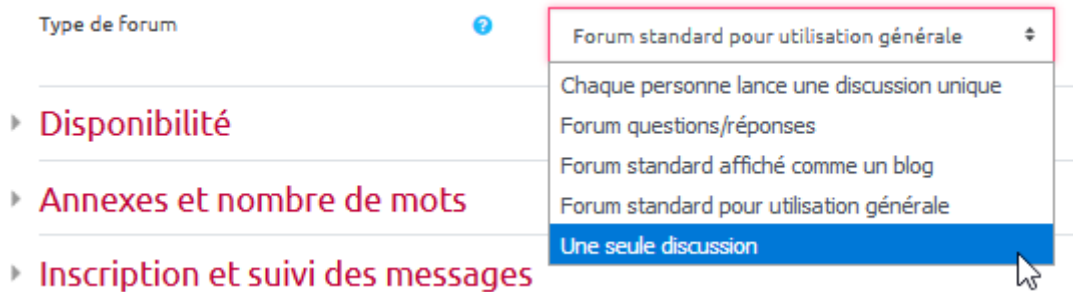 Type de forum
Forum standard pour utilisation générale
Chaque personne lance une discussion unique
Forum questions/réponses
Forum standard affiché comme un blog
Forum standard pour utilisation générale
Une seule discussion
Disponibilité
Annexes et nombre de mots
Inscription et suivi des messages